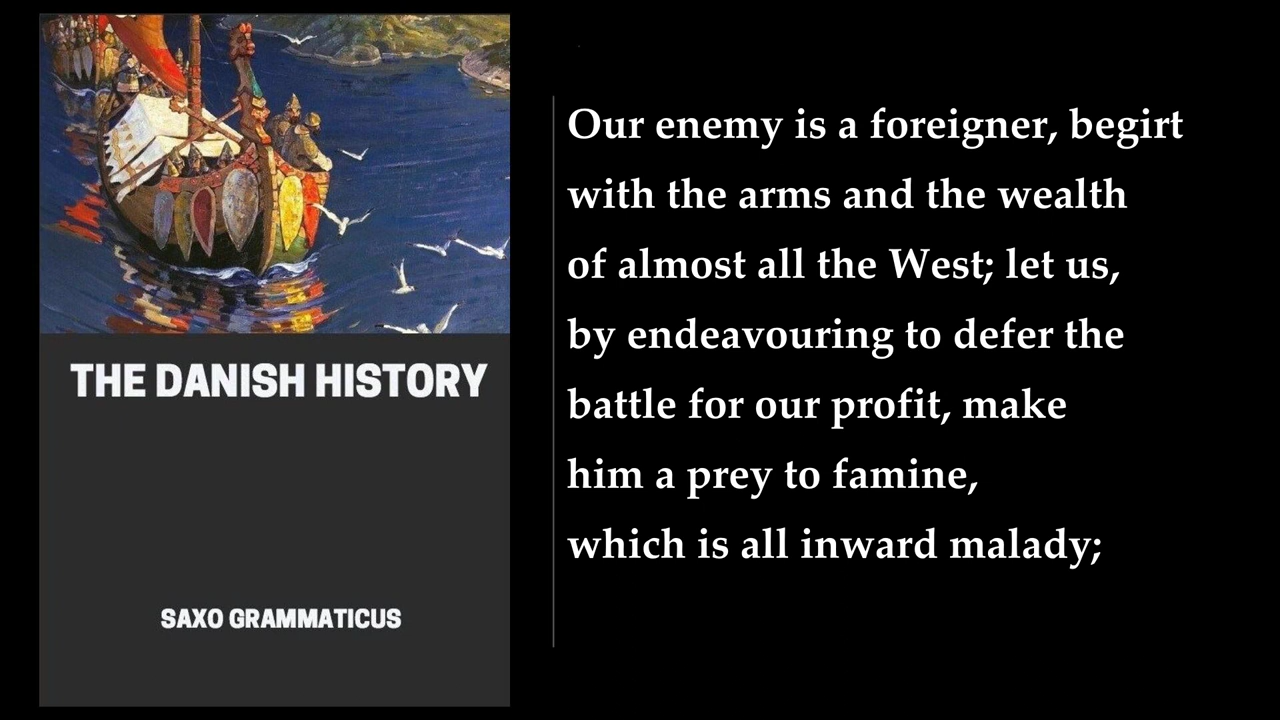 THE DANISH HISTORY
SAXO GRAMMATICUS
Our enemy is a foreigner, begirt
with the arms and the wealth
of almost all the West; let us,
by endeavouring to defer the
battle for our profit, make
him a prey to famine,
which is all inward malady;